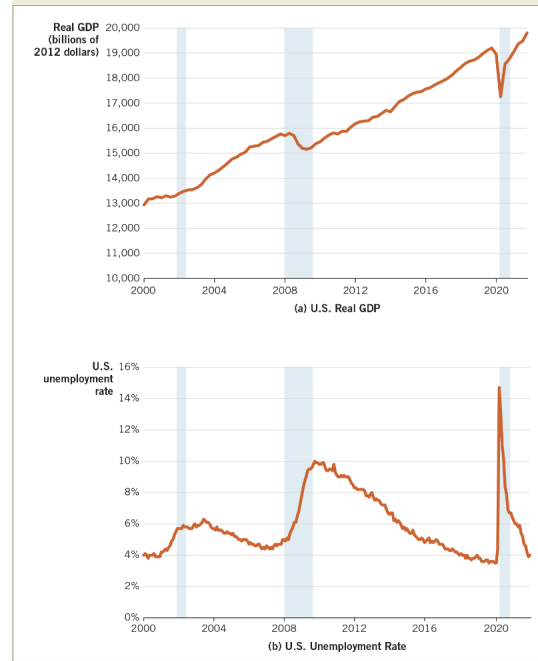 Real GDP
(billions of
2012 dollars)
20,000
19,000
18,000
17,000
16,000
15,000
14,000
13,000
12,000
11,000
10,000
2000 2004 2008 2012 2016 2020
(a) U.S. Real GDP
U.S.
unemployment
rate
16%
14%
12%
10%
8%
6%
4%
2%
0%
2000 2004 2008 2012 2016 2020
(b) U.S. Unemployment Rate